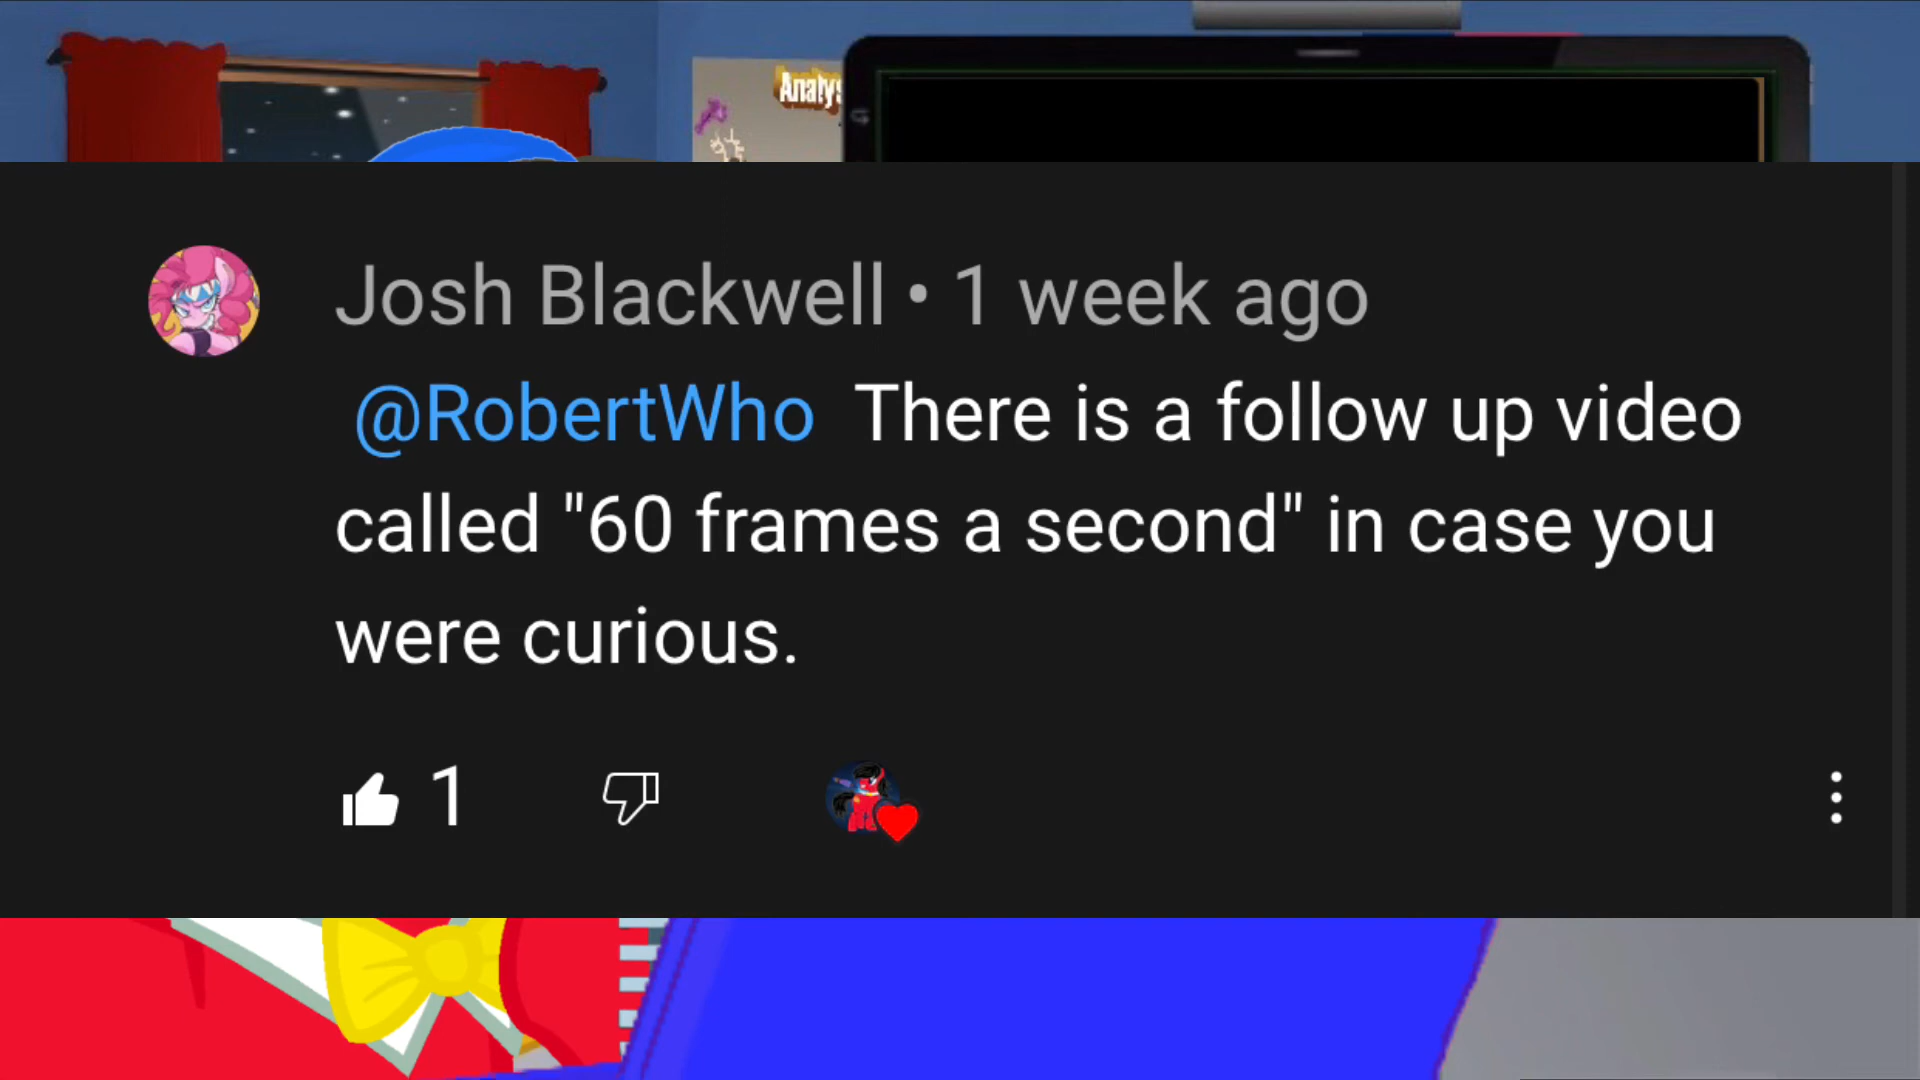 Analys
Josh Blackwell • 1 week ago
@RobertWho There is a follow up video
called "60 frames a second" in case you
were curious.
1